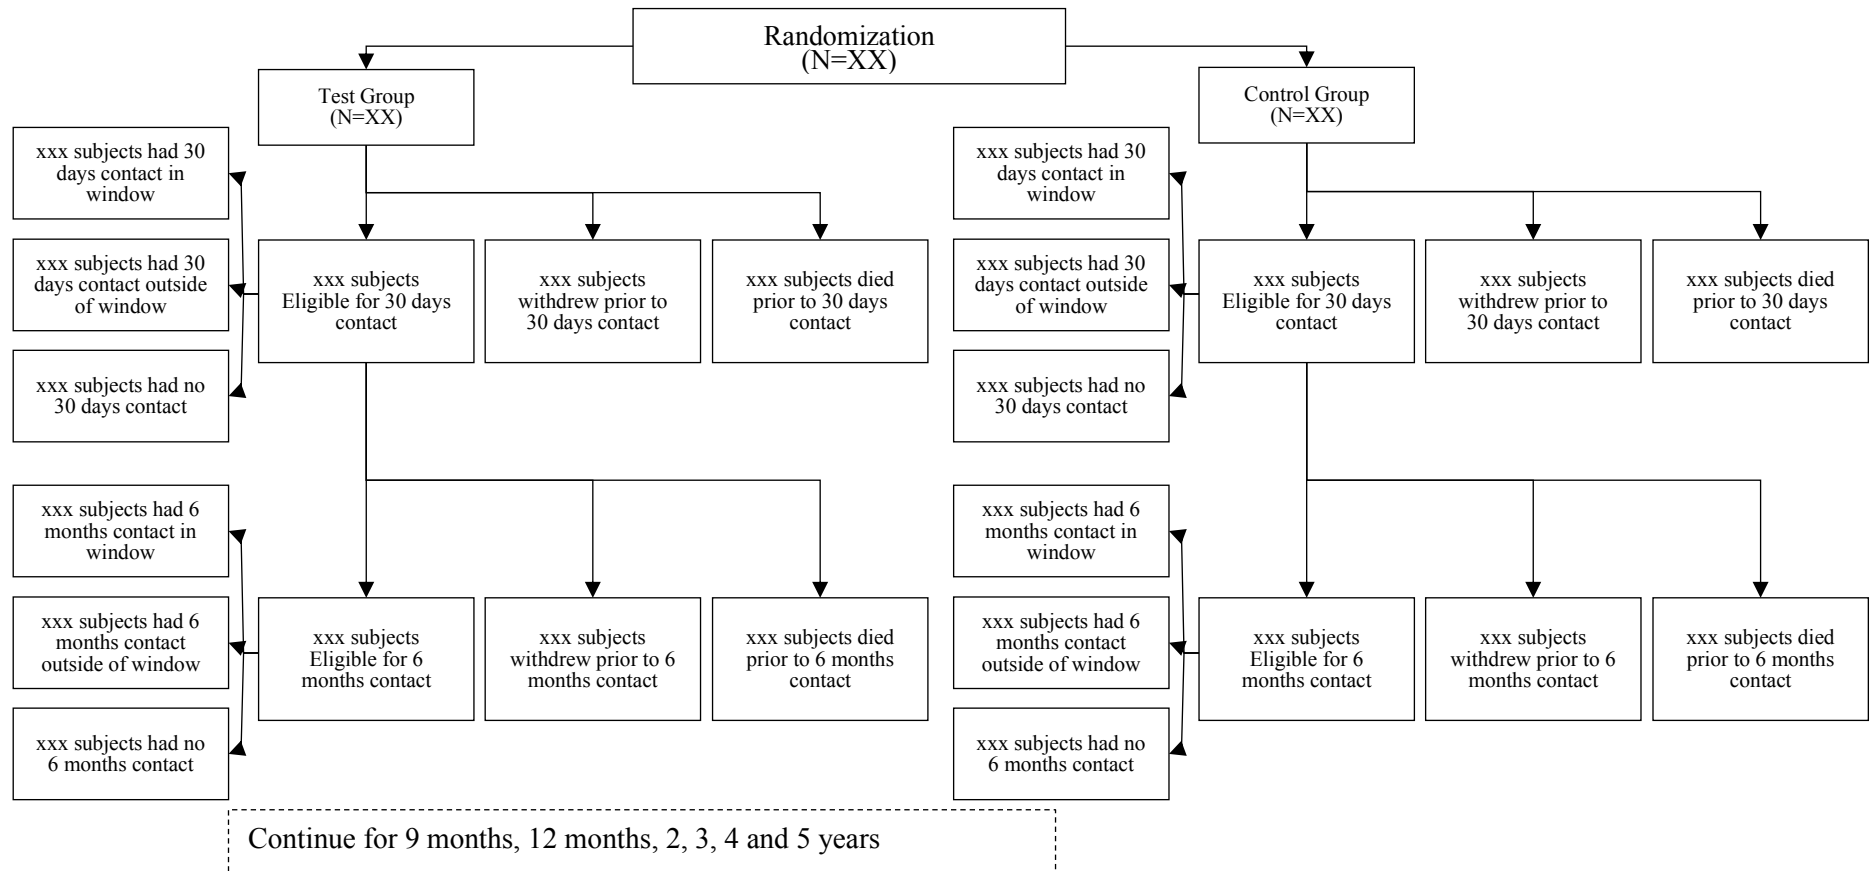 Randomization
(N=XX)
Test Group
(N=XX)
Control Group
(N=XX)
xxx subjects had 30
days contact in
window
xxx subjects had 30
days contact outside
of window
xxx subjects had no
30 days contact
xxx subjects
Eligible for 30 days
contact
xxx subjects
withdrew prior to
30 days contact
xxx subjects died
prior to 30 days
contact
xxx subjects had 30
days contact in
window
xxx subjects had 30
days contact outside
of window
xxx subjects had no
30 days contact
xxx subjects
Eligible for 30 days
contact
xxx subjects
withdrew prior to
30 days contact
xxx subjects died
prior to 30 days
contact
xxx subjects had 6
months contact in
window
xxx subjects had 6
months contact
outside of window
xxx subjects had no
6 months contact
xxx subjects
Eligible for 6
months contact
xxx subjects
withdrew prior to 6
months contact
xxx subjects died
prior to 6 months
contact
xxx subjects had 6
months contact in
window
xxx subjects had 6
months contact
outside of window
xxx subjects had no
6 months contact
xxx subjects
Eligible for 6
months contact
xxx subjects
withdrew prior to 6
months contact
xxx subjects died
prior to 6 months
contact
Continue for 9 months, 12 months, 2, 3, 4 and 5 years